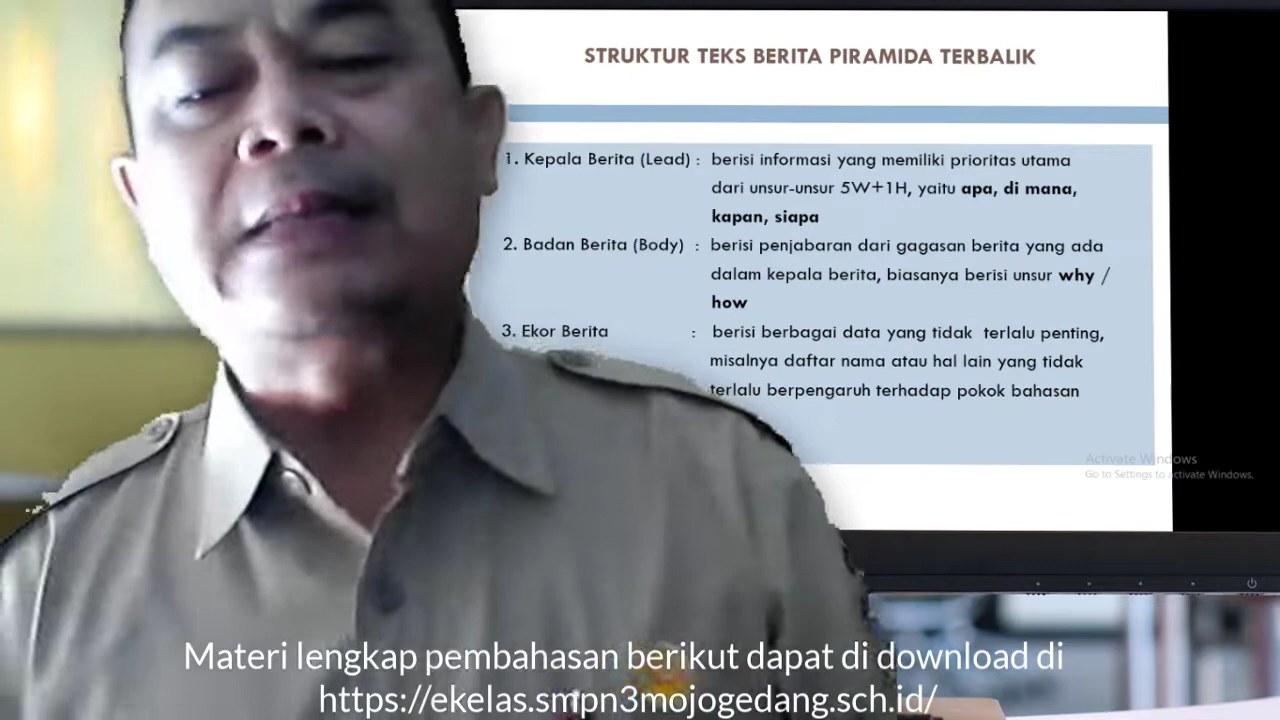 STRUKTUR TEKS BERITA PIRAMIDA TERBALIK
1. Kepala Berita (Lead) : berisi informasi yang memiliki prioritas utama
dari unsur-unsur 5W+1H, yaitu apa, di mana,
kapan, siapa
2. Badan Berita (Body) : berisi penjabaran dari gagasan berita yang ada
dalam kepala berita, biasanya berisi unsur why /
how
3. Ekor Berita : berisi berbagai data yang tidak terlalu penting,
misalnya daftar nama atau hal lain yang tidak
terlalu berpengaruh terhadap pokok bahasan
Activate Windows
Go to Settings to activate Windows.
Materi lengkap pembahasan berikut dapat di download di
https://ekelas.smpn3mojogedang.sch.id/